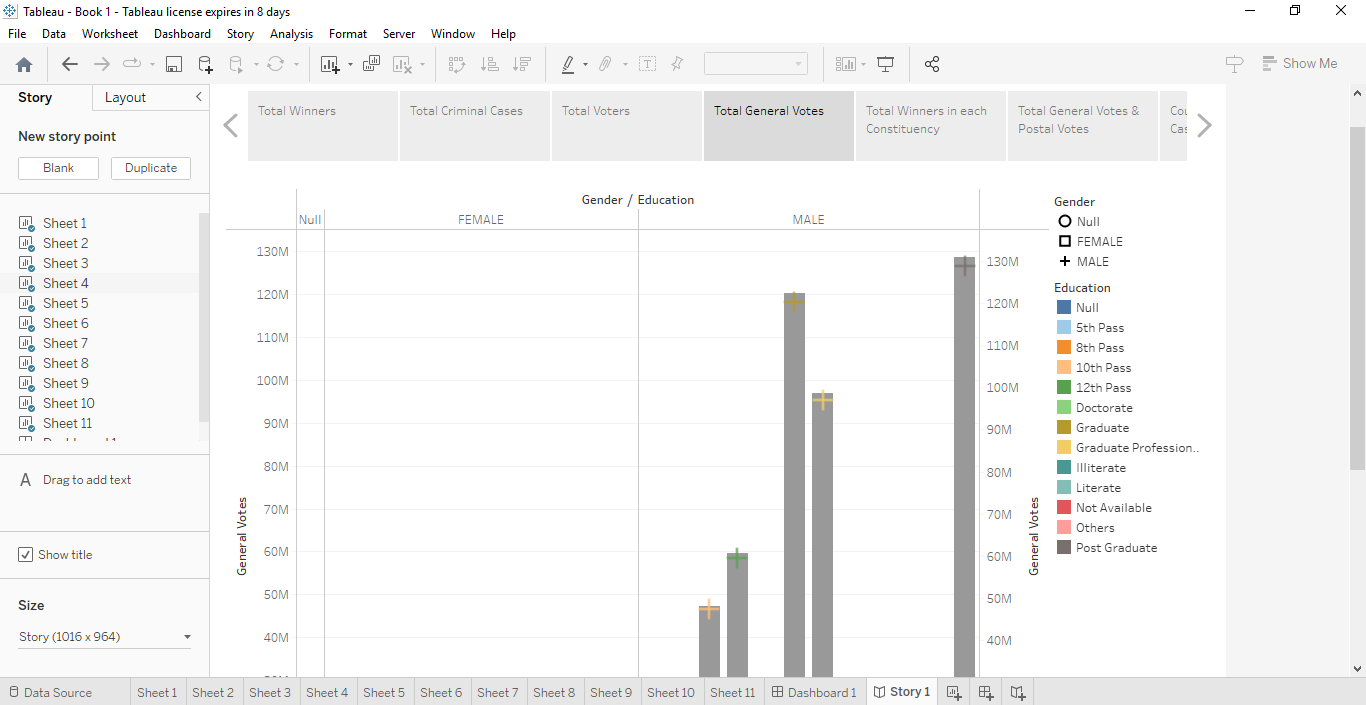 Tableau - Book 1 - Tableau license expires in 8 days
File Data Worksheet Dashboard Story Analysis Format Server Window Help
Show Me
Story Layout
New story point
Blank Duplicate
Sheet 1
Sheet 2
Sheet 3
Sheet 4
Sheet 5
Sheet 6
Sheet 7
Sheet 8
Sheet 9
Sheet 10
Sheet 11
A Drag to add text
Show title
Size
Story (1016 x 964)
Total Winners
Total Criminal Cases
Total Voters
Total General Votes
Total Winners in each
Constituency
Total General Votes &
Postal Votes
Gender / Education
Null FEMALE MALE
130M
120M
110M
100M
90M
80M
70M
60M
50M
40M
General Votes
130M
120M
110M
100M
90M
80M
70M
60M
50M
40M
General Votes
Gender
Null
FEMALE
MALE
Education
Null
5th Pass
8th Pass
10th Pass
12th Pass
Doctorate
Graduate
Graduate Profession..
Illiterate
Literate
Not Available
Others
Post Graduate
Data Source Sheet 1 Sheet 2 Sheet 3 Sheet 4 Sheet 5 Sheet 6 Sheet 7 Sheet 8 Sheet 9 Sheet 10 Sheet 11 Dashboard 1 Story 1